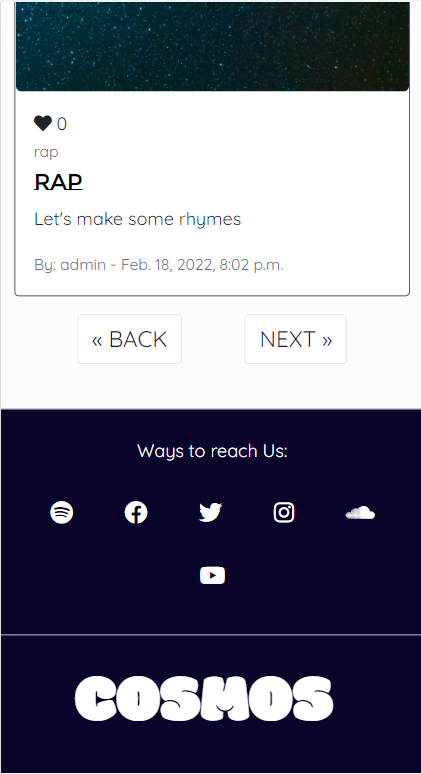 0
rap
RAP
Let's make some rhymes
By: admin - Feb. 18, 2022, 8:02 p.m.
« BACK NEXT »
Ways to reach Us:
COSMOS